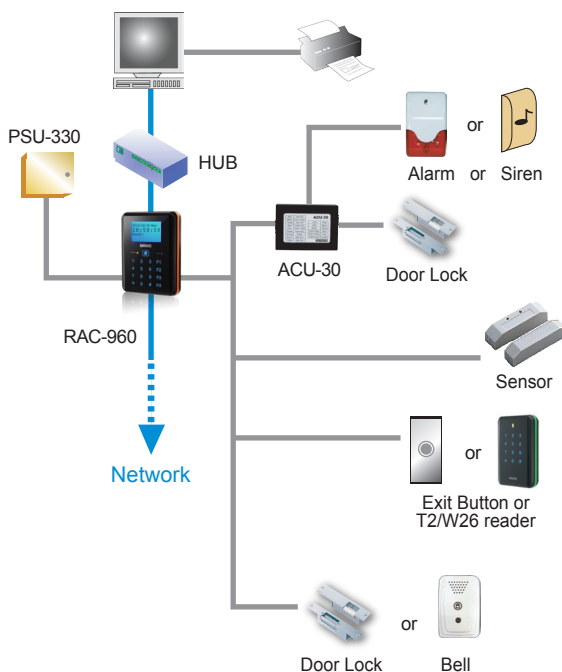 PSU-330
HUB
or
Alarm or Siren
ACU-30
Door Lock
RAC-960
Sensor
Network
or
Exit Button or
T2/W26 reader
or
Door Lock
Bell